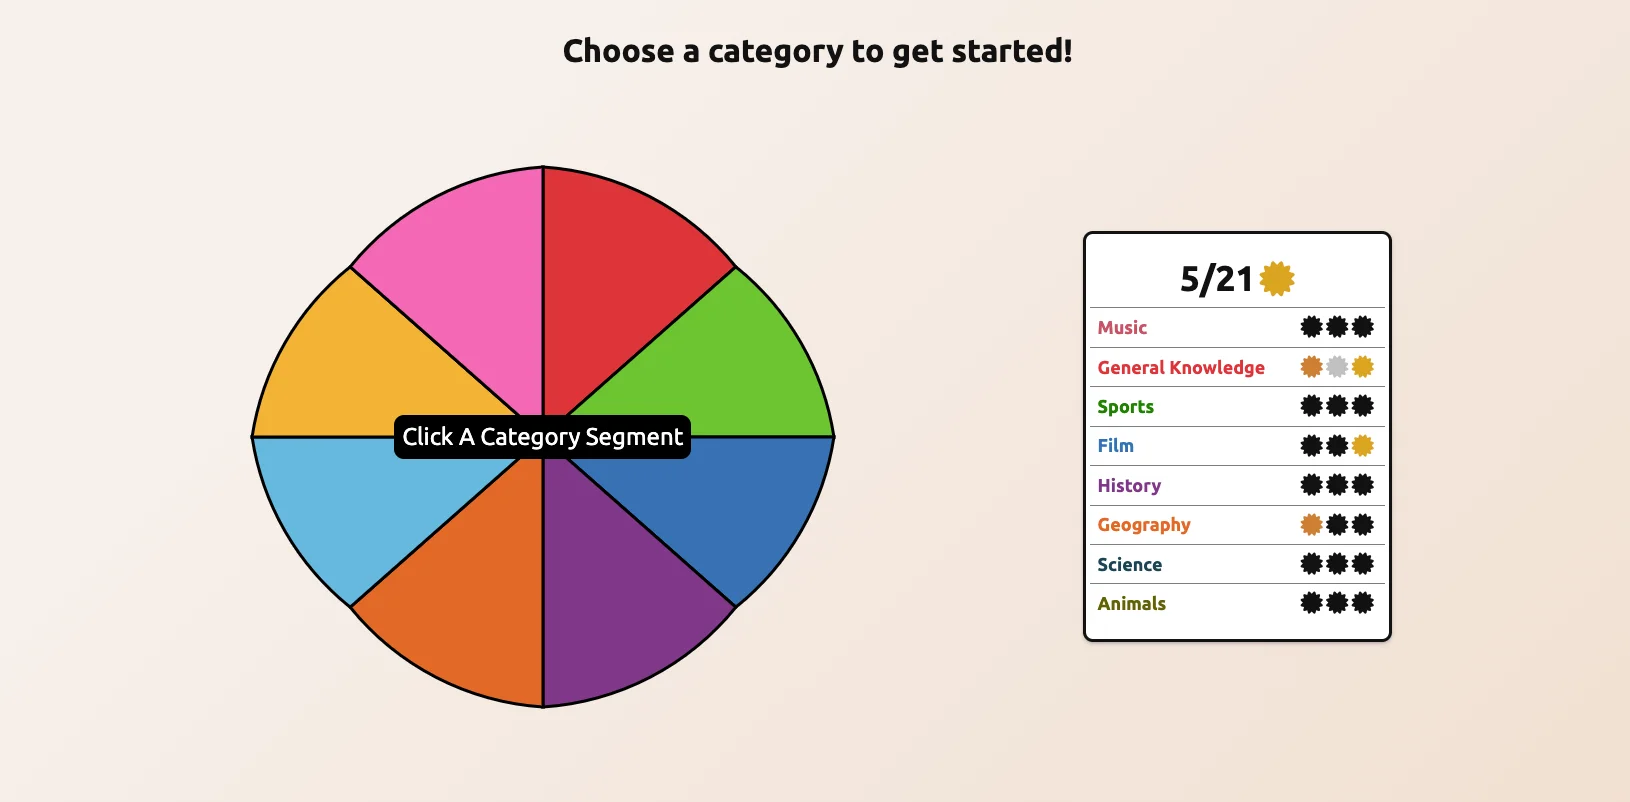 Choose a category to get started!
Click A Category Segment
5/21
Music
General Knowledge
Sports
Film
History
Geography
Science
Animals